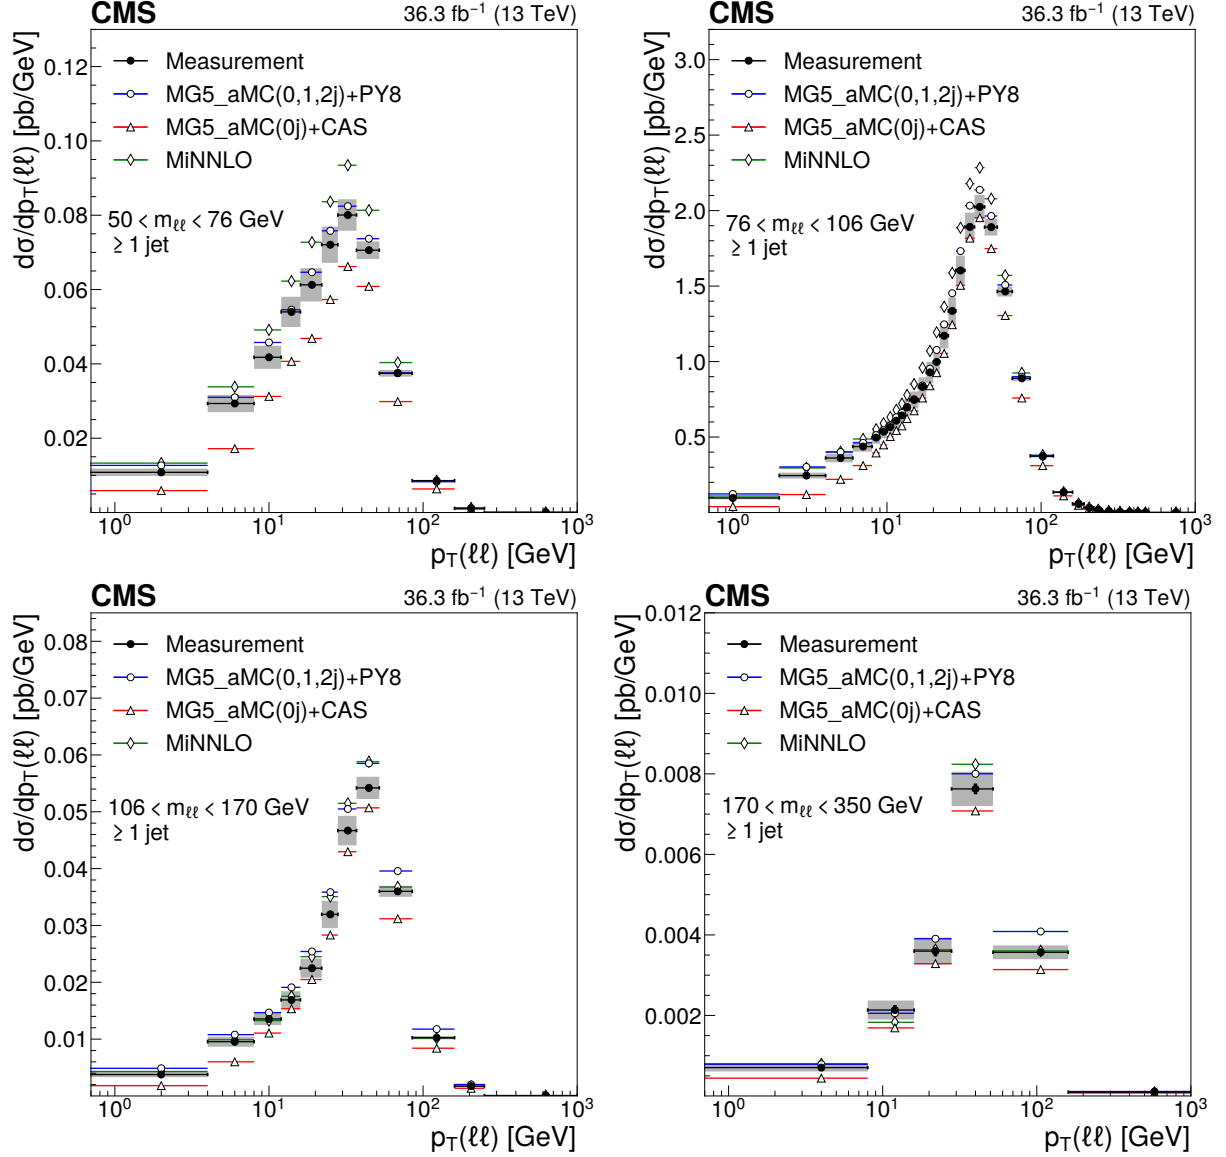 CMS 36.3 fb⁻¹ (13 TeV)
dσ/dp_T(ℓℓ) [pb/GeV]
0.12
0.10
0.08
0.06
0.04
0.02
Measurement
MG5_aMC(0,1,2j)+PY8
MG5_aMC(0j)+CAS
MiNNLO
50 < m_ℓℓ < 76 GeV
≥ 1 jet
10⁰ 10¹ 10² 10³
p_T(ℓℓ) [GeV]
CMS 36.3 fb⁻¹ (13 TeV)
dσ/dp_T(ℓℓ) [pb/GeV]
3.0
2.5
2.0
1.5
1.0
0.5
Measurement
MG5_aMC(0,1,2j)+PY8
MG5_aMC(0j)+CAS
MiNNLO
76 < m_ℓℓ < 106 GeV
≥ 1 jet
10⁰ 10¹ 10² 10³
p_T(ℓℓ) [GeV]
CMS 36.3 fb⁻¹ (13 TeV)
dσ/dp_T(ℓℓ) [pb/GeV]
0.08
0.07
0.06
0.05
0.04
0.03
0.02
0.01
Measurement
MG5_aMC(0,1,2j)+PY8
MG5_aMC(0j)+CAS
MiNNLO
106 < m_ℓℓ < 170 GeV
≥ 1 jet
10⁰ 10¹ 10² 10³
p_T(ℓℓ) [GeV]
CMS 36.3 fb⁻¹ (13 TeV)
dσ/dp_T(ℓℓ) [pb/GeV]
0.012
0.010
0.008
0.006
0.004
0.002
Measurement
MG5_aMC(0,1,2j)+PY8
MG5_aMC(0j)+CAS
MiNNLO
170 < m_ℓℓ < 350 GeV
≥ 1 jet
10⁰ 10¹ 10² 10³
p_T(ℓℓ) [GeV]